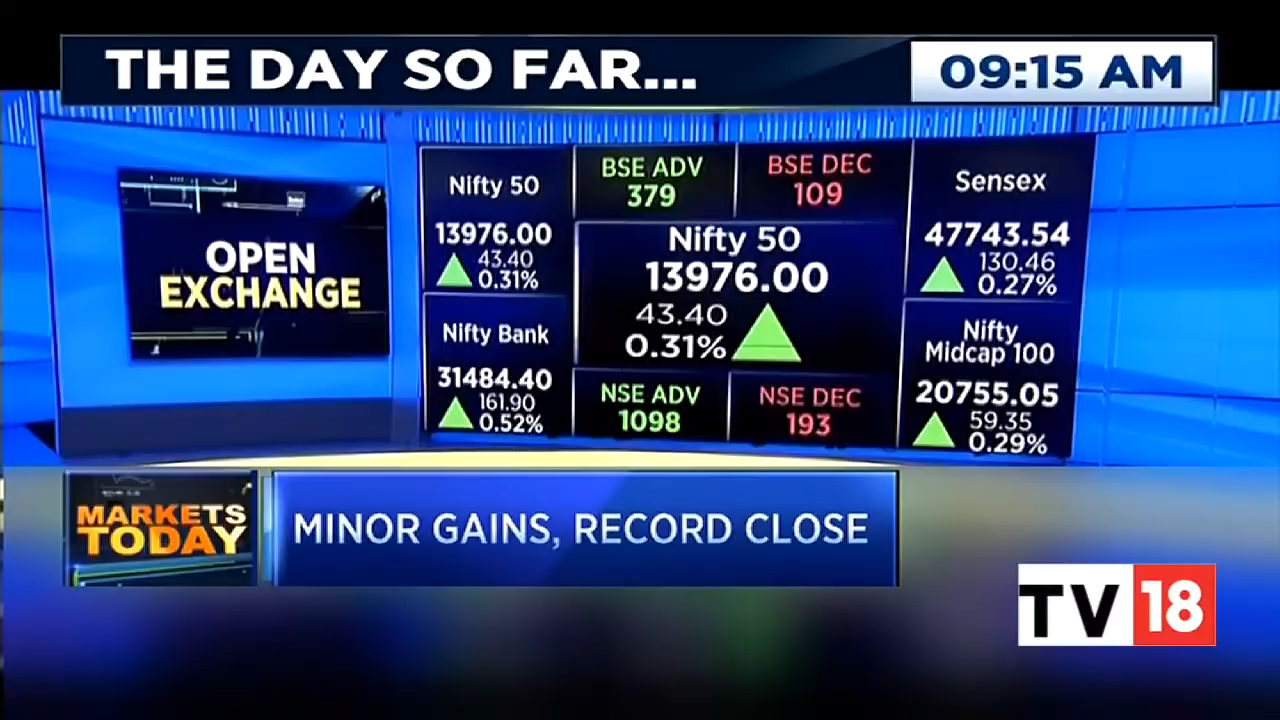 THE DAY SO FAR...
09:15 AM
OPEN
EXCHANGE
Nifty 50
13976.00
43.40
0.31%
Nifty Bank
31484.40
161.90
0.52%
BSE ADV
379
BSE DEC
109
Nifty 50
13976.00
43.40
0.31%
NSE ADV
1098
NSE DEC
193
Sensex
47743.54
130.46
0.27%
Nifty
Midcap 100
20755.05
59.35
0.29%
MARKETS
TODAY
MINOR GAINS, RECORD CLOSE
TV18